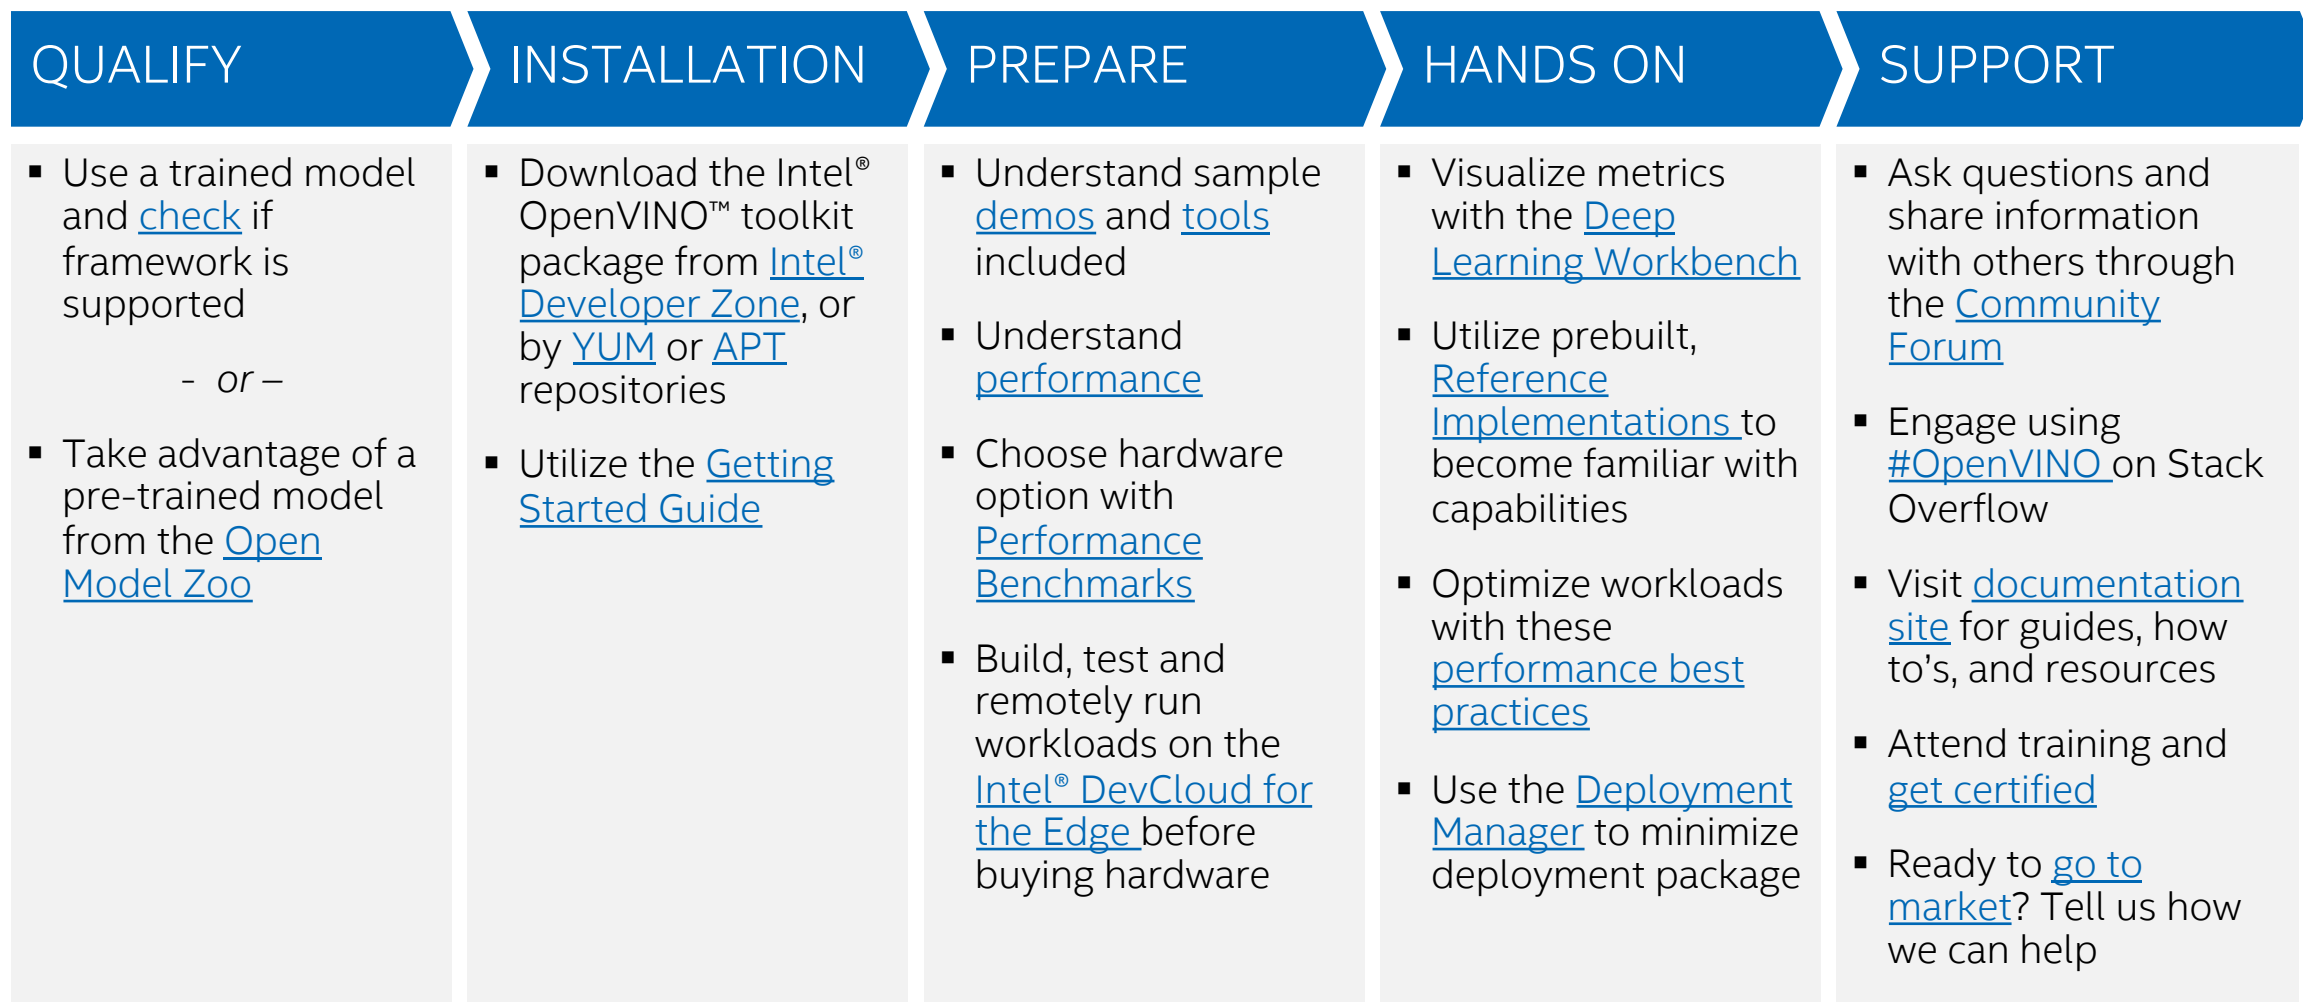 QUALIFY
Use a trained model
and check if
framework is
supported
- or –
Take advantage of a
pre-trained model
from the Open
Model Zoo
INSTALLATION
Download the Intel®
OpenVINO™ toolkit
package from Intel®
Developer Zone, or
by YUM or APT
repositories
Utilize the Getting
Started Guide
PREPARE
Understand sample
demos and tools
included
Understand
performance
Choose hardware
option with
Performance
Benchmarks
Build, test and
remotely run
workloads on the
Intel® DevCloud for
the Edge before
buying hardware
HANDS ON
Visualize metrics
with the Deep
Learning Workbench
Utilize prebuilt,
Reference
Implementations to
become familiar with
capabilities
Optimize workloads
with these
performance best
practices
Use the Deployment
Manager to minimize
deployment package
SUPPORT
Ask questions and
share information
with others through
the Community
Forum
Engage using
#OpenVINO on Stack
Overflow
Visit documentation
site for guides, how
to's, and resources
Attend training and
get certified
Ready to go to
market? Tell us how
we can help